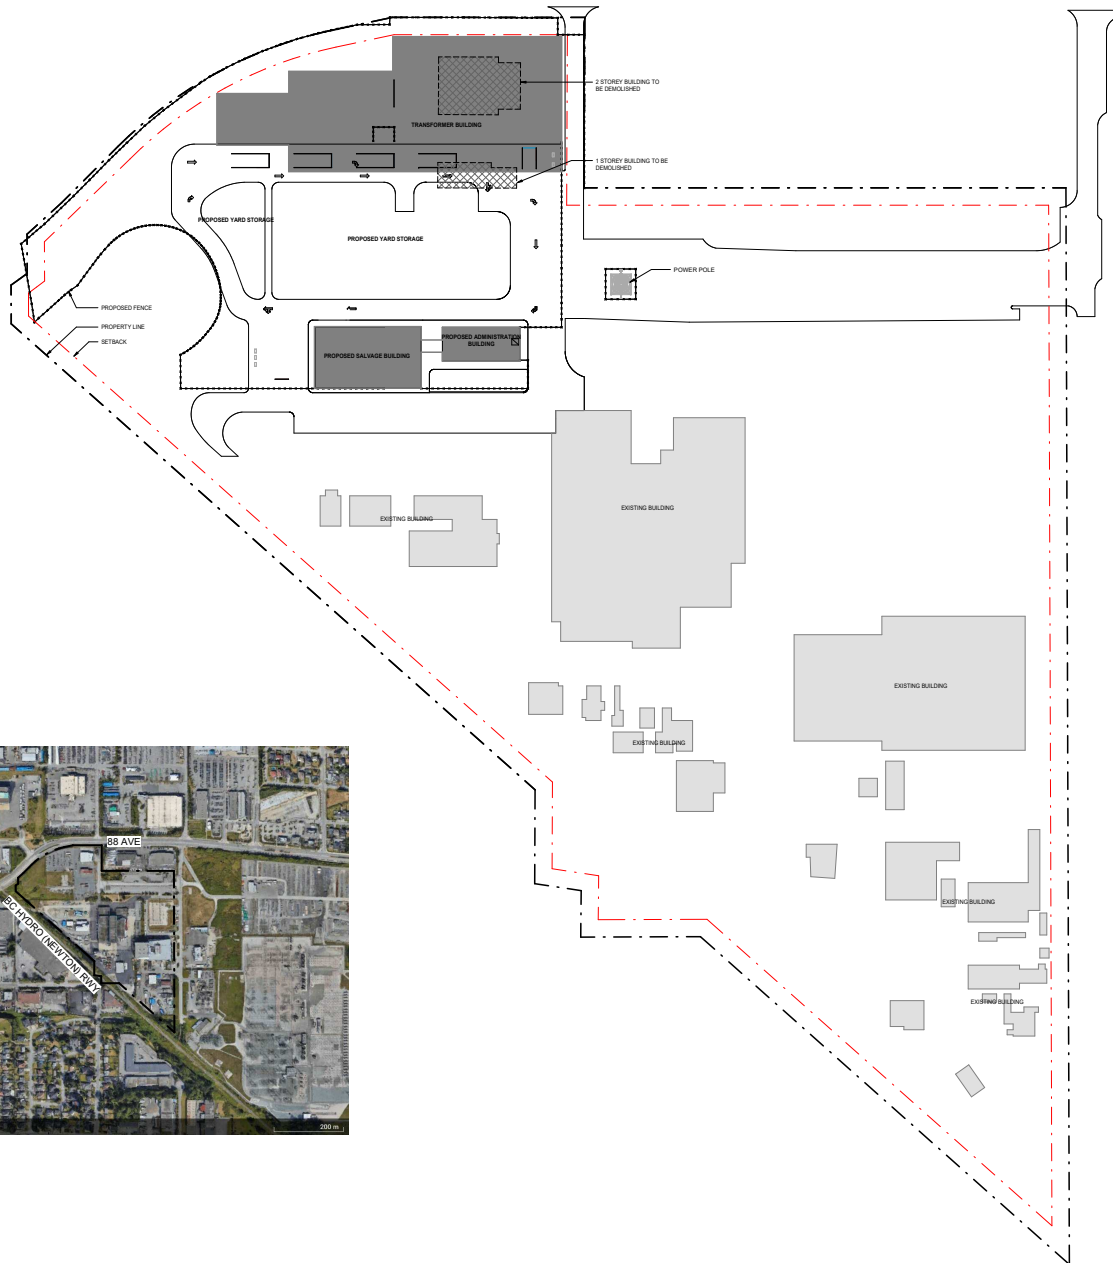 2 STOREY BUILDING TO
BE DEMOLISHED
TRANSFORMER BUILDING
1 STOREY BUILDING TO BE
DEMOLISHED
PROPOSED YARD STORAGE
PROPOSED YARD STORAGE
POWER POLE
PROPOSED FENCE
PROPERTY LINE
SETBACK
PROPOSED SALVAGE BUILDING
PROPOSED ADMINISTRATION
BUILDING
EXISTING BUILDING
EXISTING BUILDING
EXISTING BUILDING
EXISTING BUILDING
EXISTING BUILDING
EXISTING BUILDING
88 AVE
BC HYDRO (NEWTON) RWY
200 m